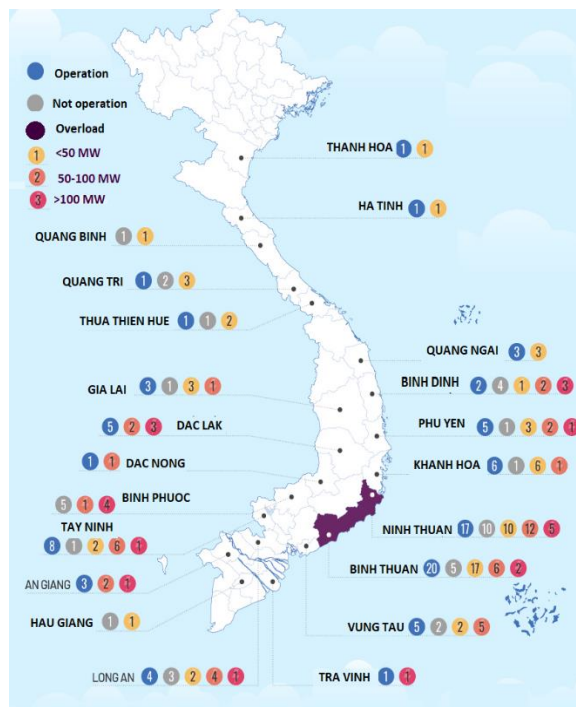 Operation
Not operation
Overload
1 <50 MW
2 50-100 MW
3 >100 MW
THANH HOA 1 1
HA TINH 1 1
QUANG BINH 1 1
QUANG TRI 1 2 3
THUA THIEN HUE 1 1 2
QUANG NGAI 3 3
GIA LAI 3 1 3 1
BINH DINH 2 4 1 2 3
5 2 3 DAC LAK
PHU YEN 5 1 3 2 1
1 1 DAC NONG
KHANH HOA 6 1 6 1
5 1 4 BINH PHUOC
TAY NINH
8 1 2 6 1
NINH THUAN 17 10 10 12 5
AN GIANG 3 2 1
BINH THUAN 20 5 17 6 2
HAU GIANG 1 1
VUNG TAU 5 2 2 5
LONG AN 4 3 2 4 1
TRA VINH 1 1